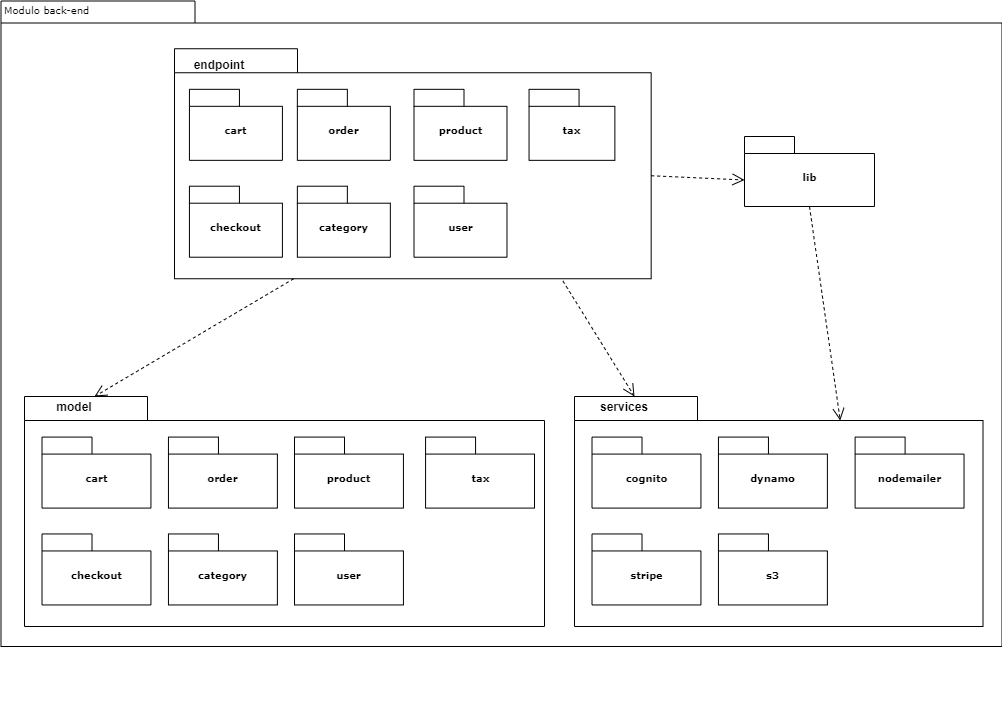 Modulo back-end
endpoint
cart
order
product
tax
checkout
category
user
lib
model
cart
order
product
tax
checkout
category
user
services
cognito
dynamo
nodemailer
stripe
s3